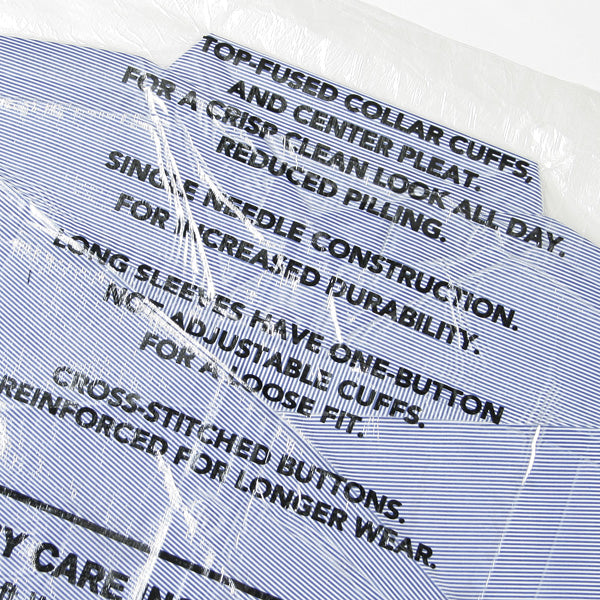 TOP-FUSED COLLAR CUFFS,
AND CENTER PLEAT.
FOR A CRISP CLEAN LOOK ALL DAY.
REDUCED PILLING.
SINGLE NEEDLE CONSTRUCTION.
FOR INCREASED DURABILITY.
LONG SLEEVES HAVE ONE-BUTTON
NOT ADJUSTABLE CUFFS.
FOR A LOOSE FIT.
CROSS-STITCHED BUTTONS.
REINFORCED FOR LONGER WEAR.
CARE